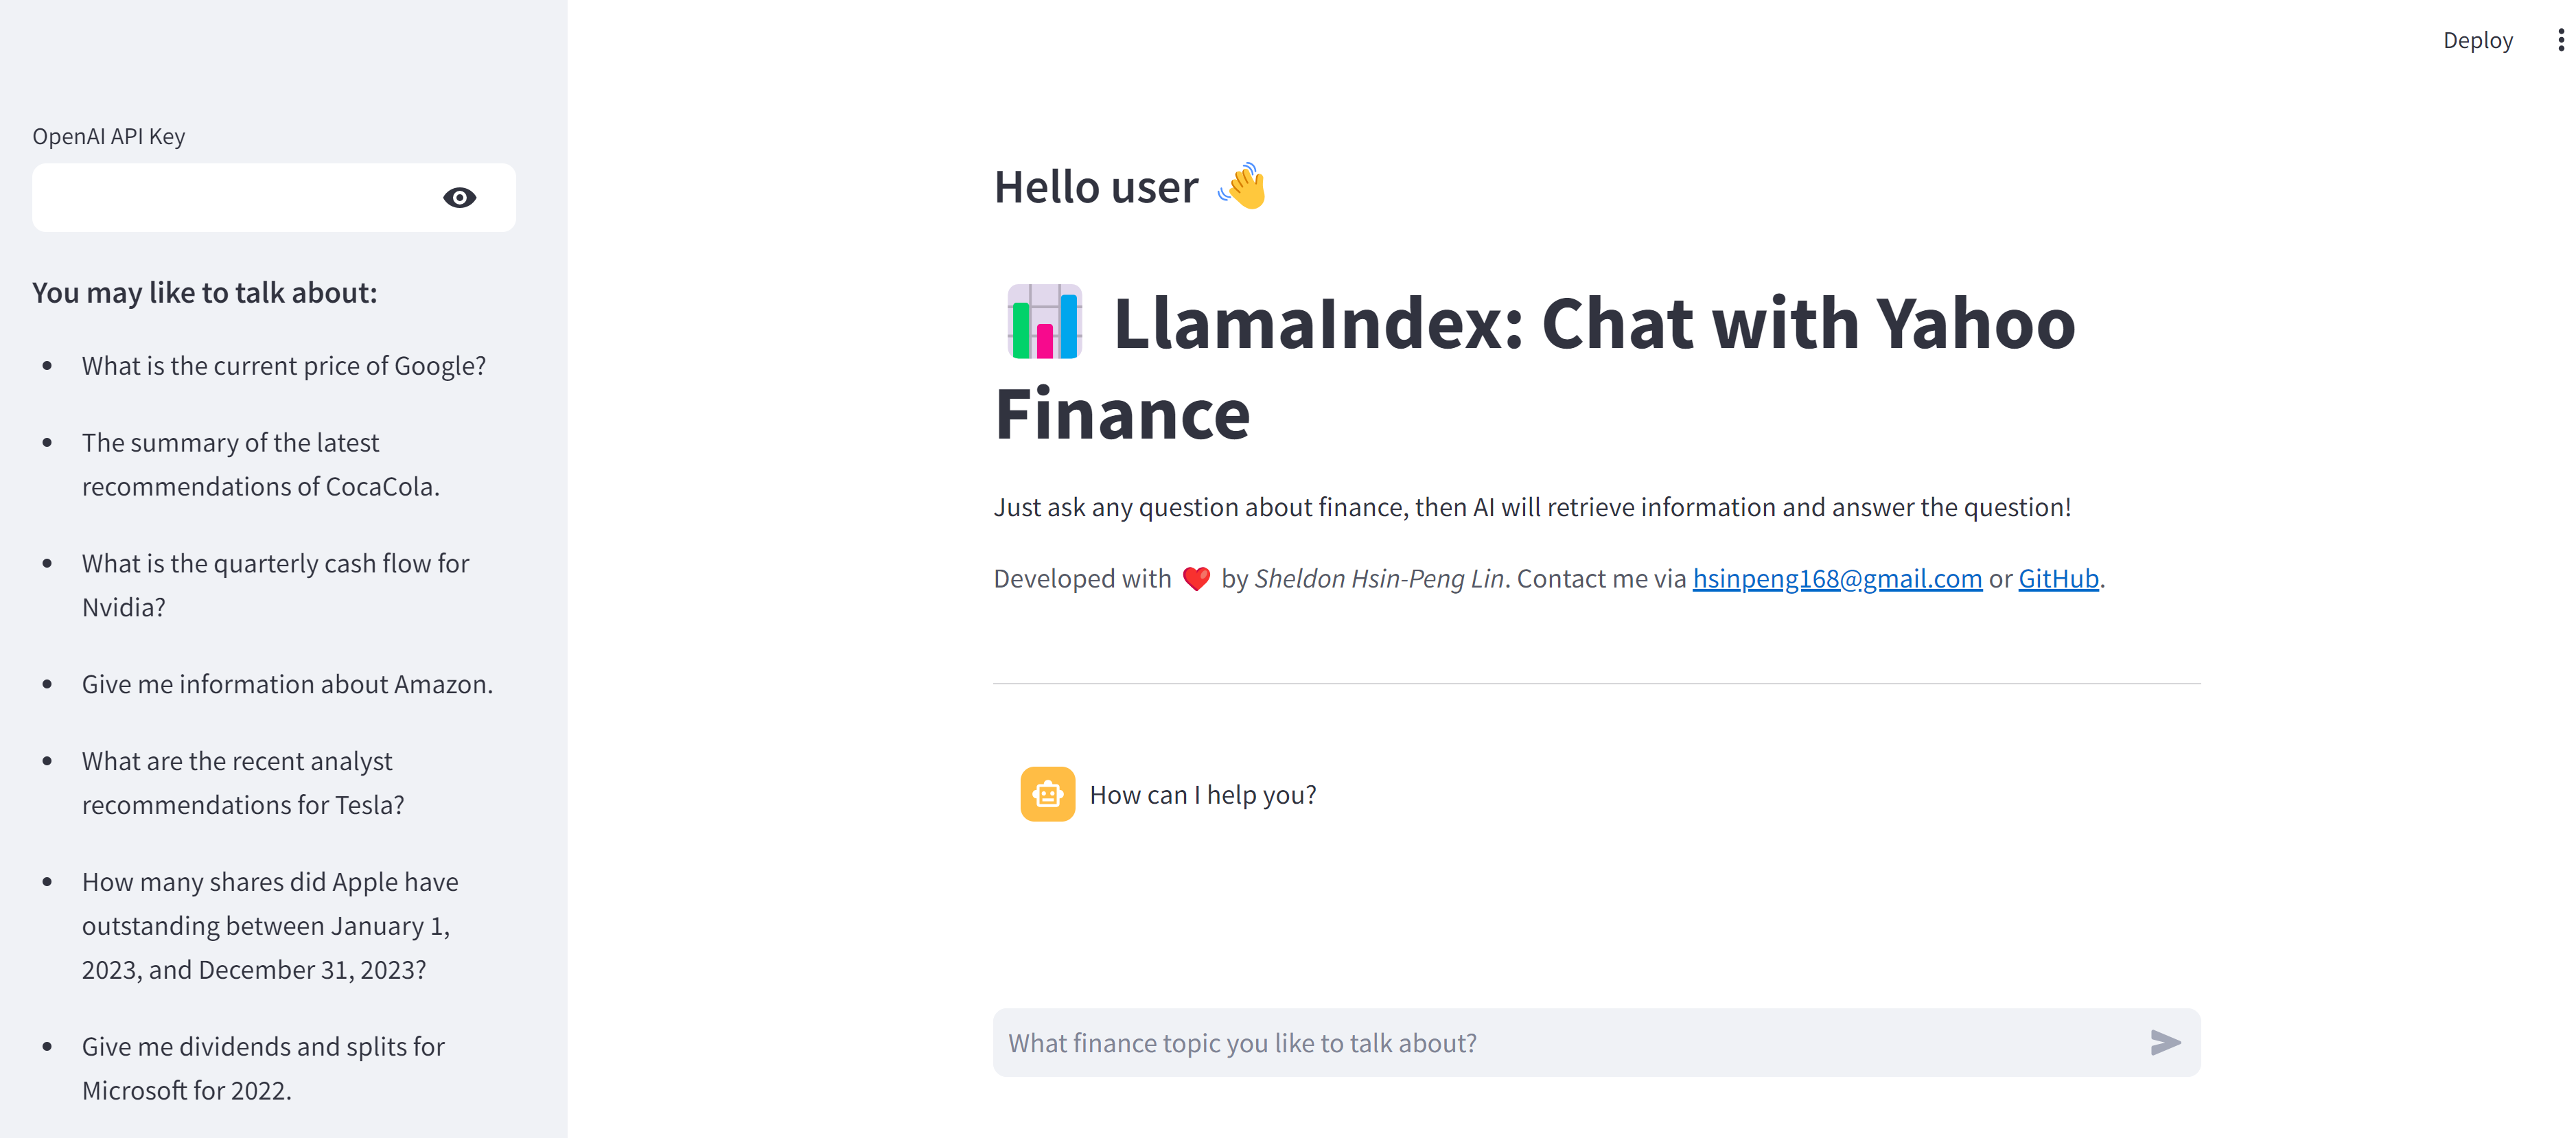 Deploy
OpenAI API Key
You may like to talk about:
What is the current price of Google?
The summary of the latest
recommendations of CocaCola.
What is the quarterly cash flow for
Nvidia?
Give me information about Amazon.
What are the recent analyst
recommendations for Tesla?
How many shares did Apple have
outstanding between January 1,
2023, and December 31, 2023?
Give me dividends and splits for
Microsoft for 2022.
Hello user 👋
📊 LlamaIndex: Chat with Yahoo
Finance
Just ask any question about finance, then AI will retrieve information and answer the question!
Developed with ❤️ by Sheldon Hsin-Peng Lin. Contact me via hsinpeng168@gmail.com or GitHub.
How can I help you?
What finance topic you like to talk about?